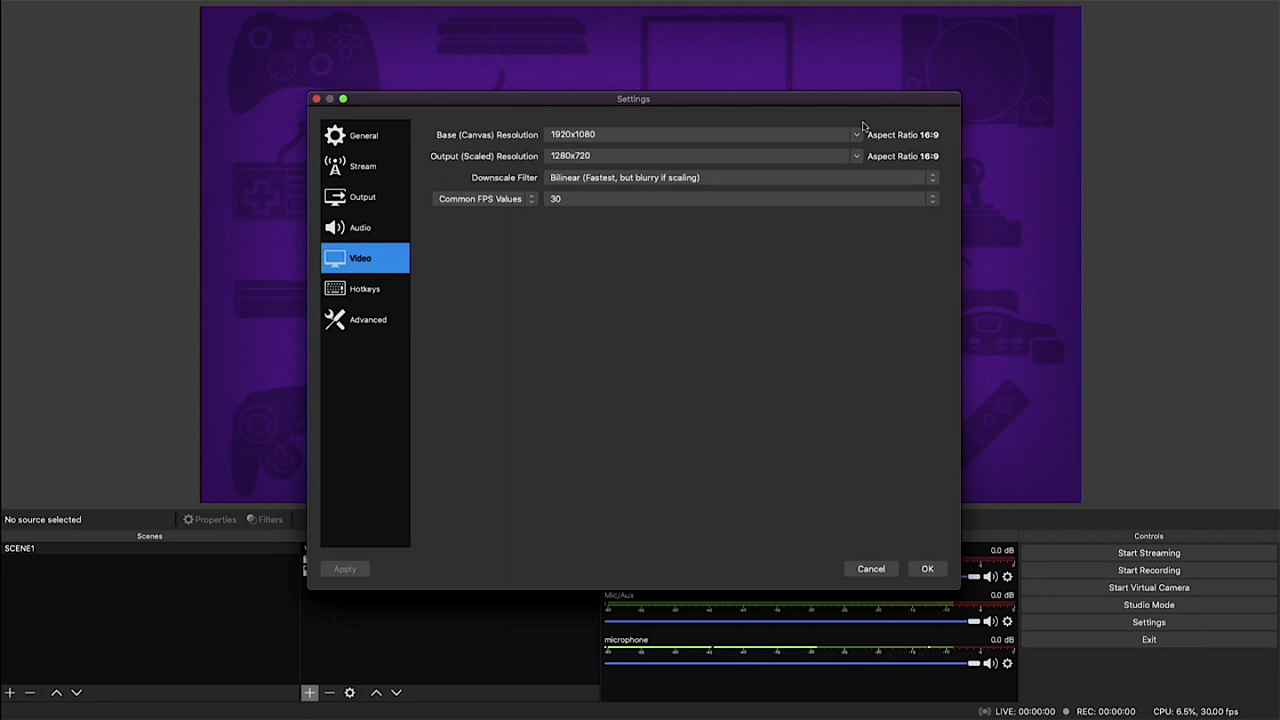 Settings
General
Stream
Output
Audio
Video
Hotkeys
Advanced
Base (Canvas) Resolution 1920x1080 Aspect Ratio 16:9
Output (Scaled) Resolution 1280x720 Aspect Ratio 16:9
Downscale Filter Bilinear (Fastest, but blurry if scaling)
Common FPS Values 30
Apply Cancel OK
No source selected Properties Filters
Scenes
SCENE1
0.0 dB
Mic/Aux 0.0 dB
microphone 0.0 dB
Controls
Start Streaming
Start Recording
Start Virtual Camera
Studio Mode
Settings
Exit
LIVE: 00:00:00 REC: 00:00:00 CPU: 6.5%, 30.00 fps